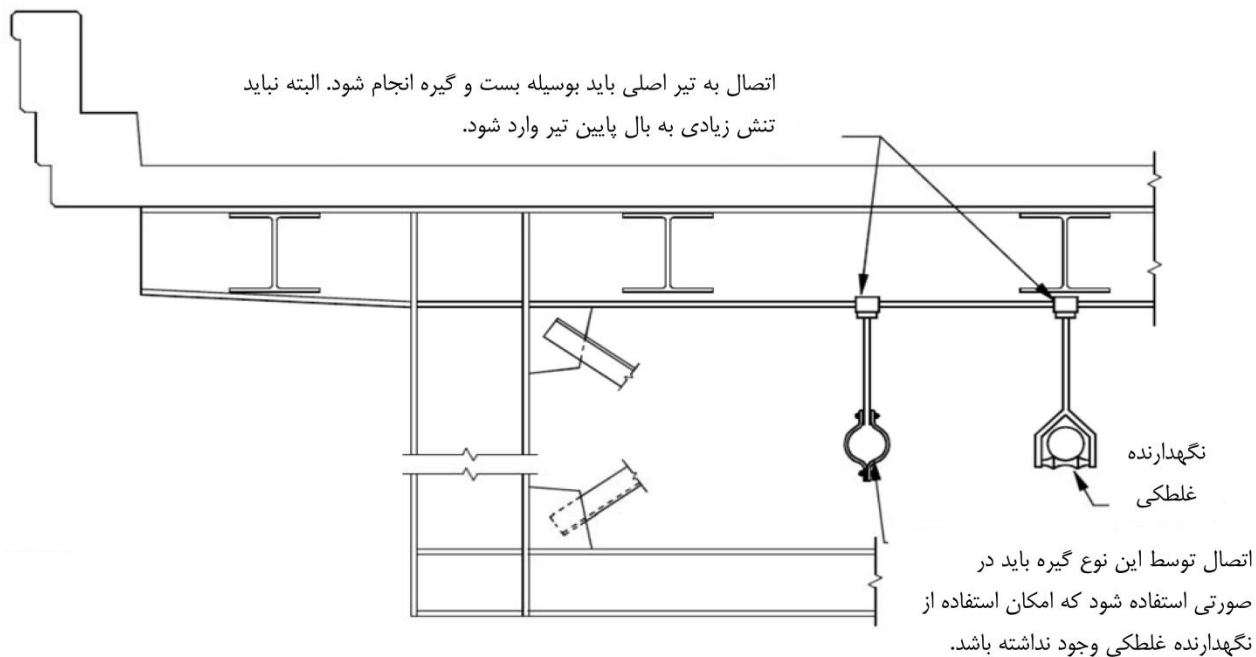 اتصال به تیر اصلی باید بوسیله بست و گیره انجام شود. البته نباید
تنش زیادی به بال پایین تیر وارد شود.
نگهدارنده
غلطکی
اتصال توسط این نوع گیره باید در
صورتی استفاده شود که امکان استفاده از
نگهدارنده غلطکی وجود نداشته باشد.